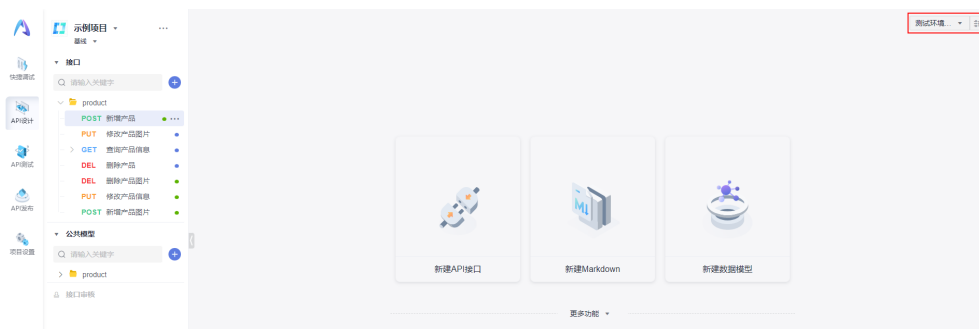 示例项目
基线
测试环境...
快捷调试
API设计
API测试
API发布
项目设置
接口
请输入关键字
product
POST 新增产品
PUT 修改产品图片
GET 查询产品信息
DEL 删除产品
DEL 删除产品图片
PUT 修改产品信息
POST 新增产品图片
公共模型
请输入关键字
product
接口审稿
新建API接口
新建Markdown
新建数据模型
更多功能